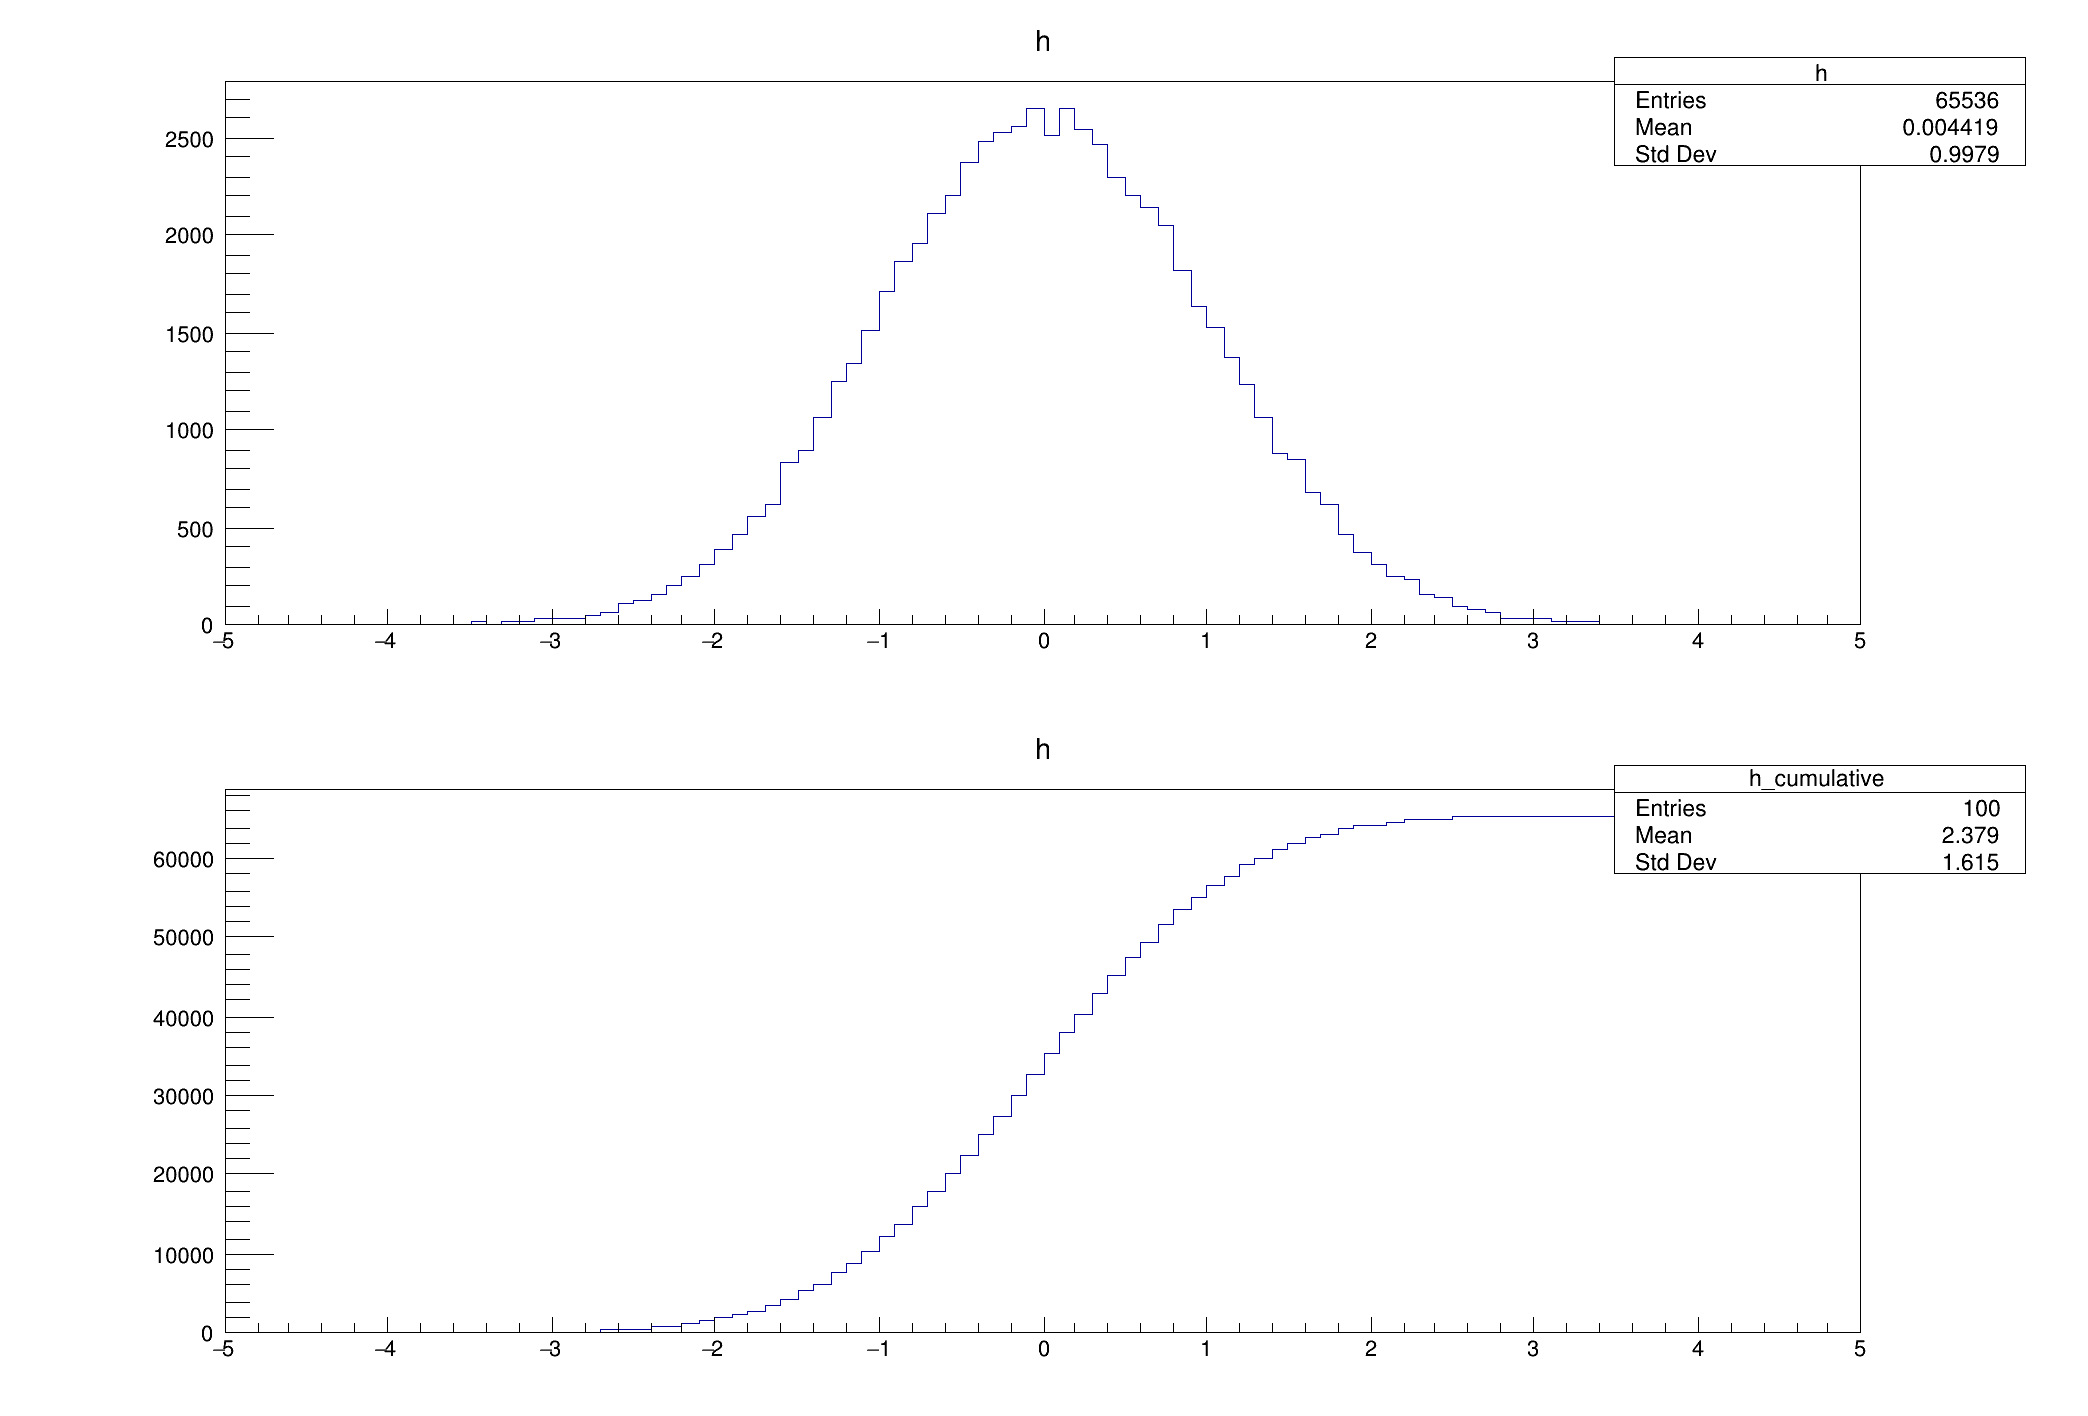 h
h
Entries 65536
Mean 0.004419
Std Dev 0.9979
2500
2000
1500
1000
500
0
−5 −4 −3 −2 −1 0 1 2 3 4 5
h
h_cumulative
Entries 100
Mean 2.379
Std Dev 1.615
60000
50000
40000
30000
20000
10000
0
−5 −4 −3 −2 −1 0 1 2 3 4 5